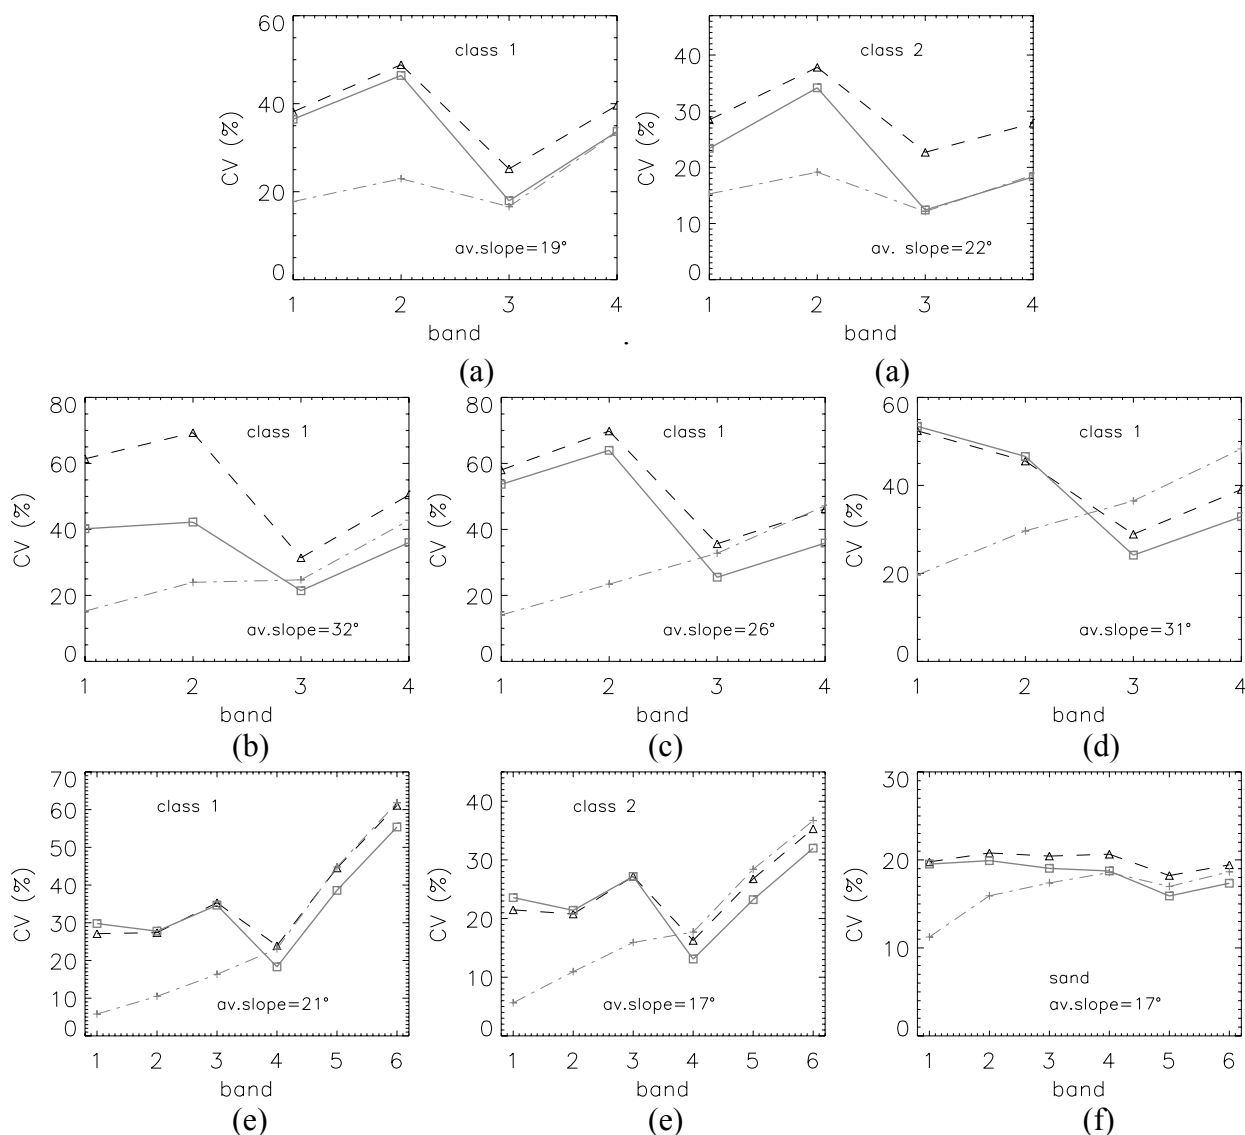 60
40
20
0
CV (%)
class 1
av.slope=19°
1 2 3 4
band
(a)
40
30
20
10
0
CV (%)
class 2
av. slope=22°
1 2 3 4
band
(a)
80
60
40
20
0
CV (%)
class 1
av.slope=32°
1 2 3 4
band
(b)
80
60
40
20
0
CV (%)
class 1
av.slope=26°
1 2 3 4
band
(c)
60
40
20
0
CV (%)
class 1
av.slope=31°
1 2 3 4
band
(d)
70
60
50
40
30
20
10
0
CV (%)
class 1
av.slope=21°
1 2 3 4 5 6
band
(e)
40
30
20
10
0
CV (%)
class 2
av.slope=17°
1 2 3 4 5 6
band
(e)
30
20
10
0
CV (%)
sand
av.slope=17°
1 2 3 4 5 6
band
(f)